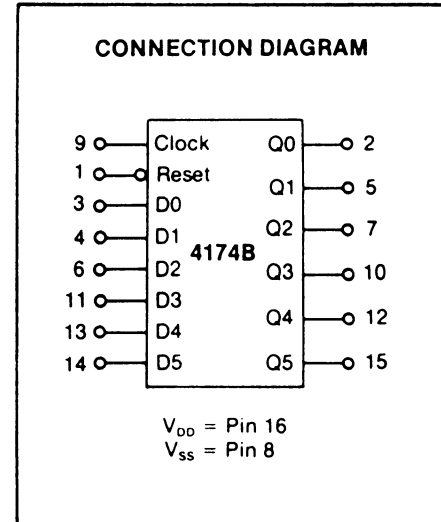 CONNECTION DIAGRAM
9 Clock Q0 2
1 Reset
Q1 5
3 D0
4 D1
Q2 7
4174B
6 D2
Q3 10
11 D3
13 D4
Q4 12
14 D5 Q5 15
V_DD = Pin 16
V_SS = Pin 8